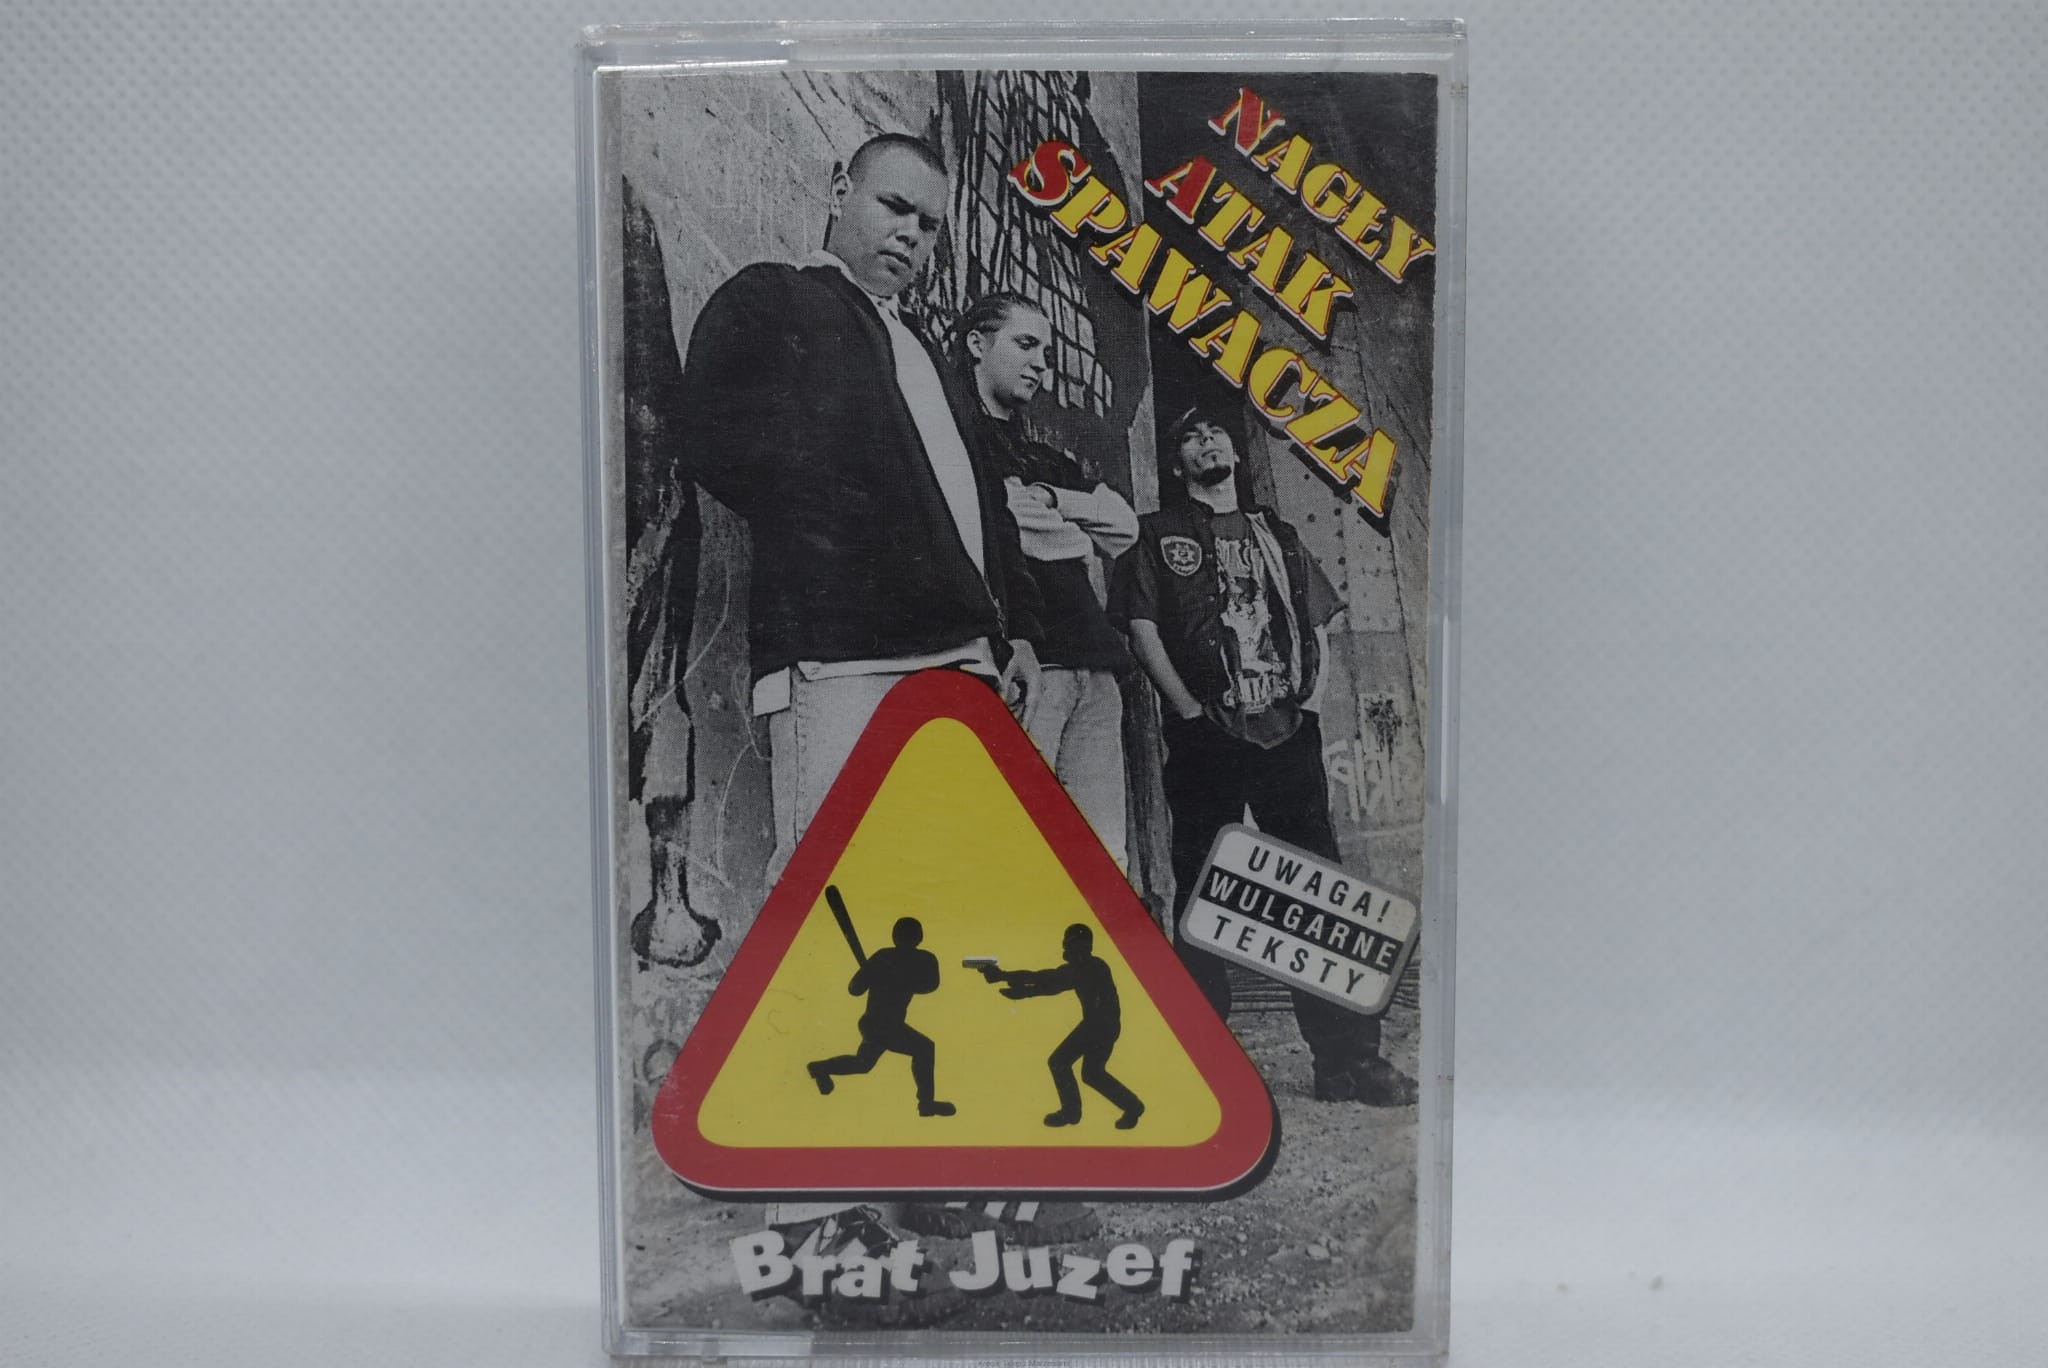 NAGŁY
ATAK
SPAWACZA
UWAGA!
WULGARNE
TEKSTY
Brat Juzef